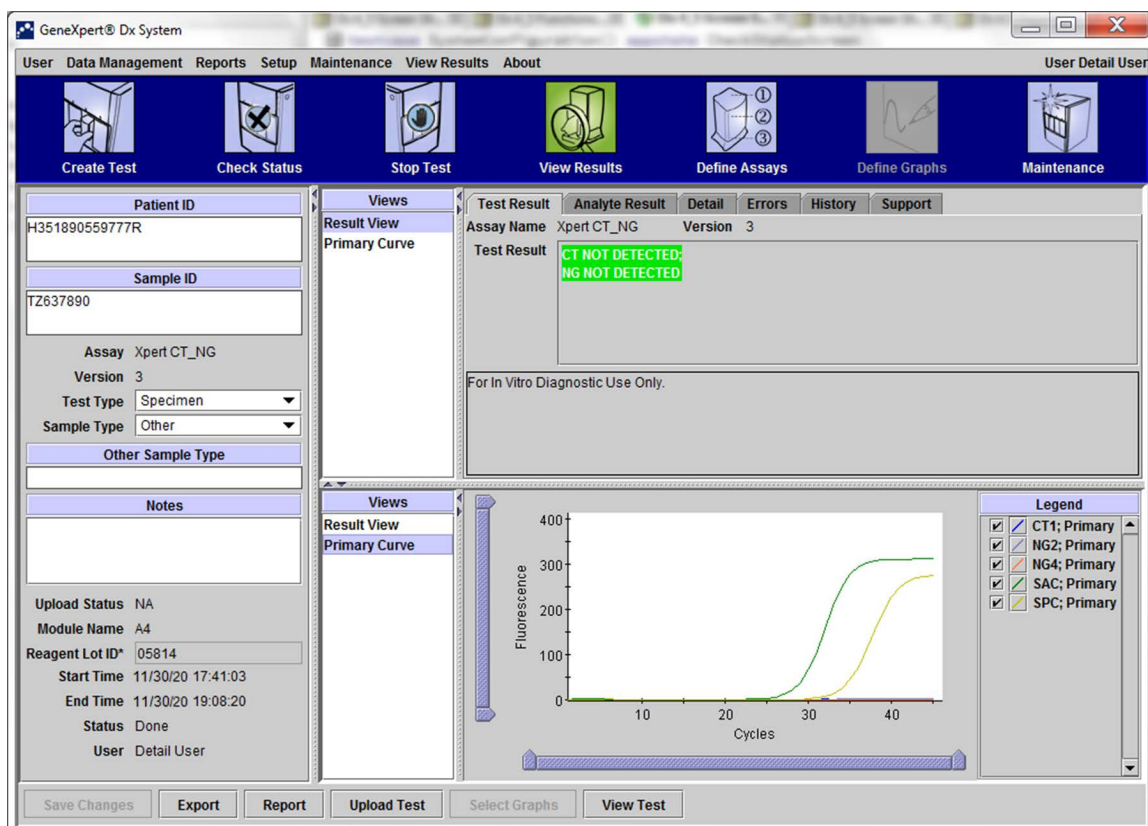 GeneXpert® Dx System
User Data Management Reports Setup Maintenance View Results About User Detail User
Create Test Check Status Stop Test View Results Define Assays Define Graphs Maintenance
Patient ID
H351890559777R
Sample ID
TZ637890
Assay Xpert CT_NG
Version 3
Test Type Specimen
Sample Type Other
Other Sample Type
Notes
Upload Status NA
Module Name A4
Reagent Lot ID* 05814
Start Time 11/30/20 17:41:03
End Time 11/30/20 19:08:20
Status Done
User Detail User
Views
Result View
Primary Curve
Test Result Analyte Result Detail Errors History Support
Assay Name Xpert CT_NG Version 3
Test Result CT NOT DETECTED;
NG NOT DETECTED
For In Vitro Diagnostic Use Only.
Views
Result View
Primary Curve
Fluorescence
400
300
200
100
0
10 20 30 40
Cycles
Legend
CT1; Primary
NG2; Primary
NG4; Primary
SAC; Primary
SPC; Primary
Save Changes Export Report Upload Test Select Graphs View Test